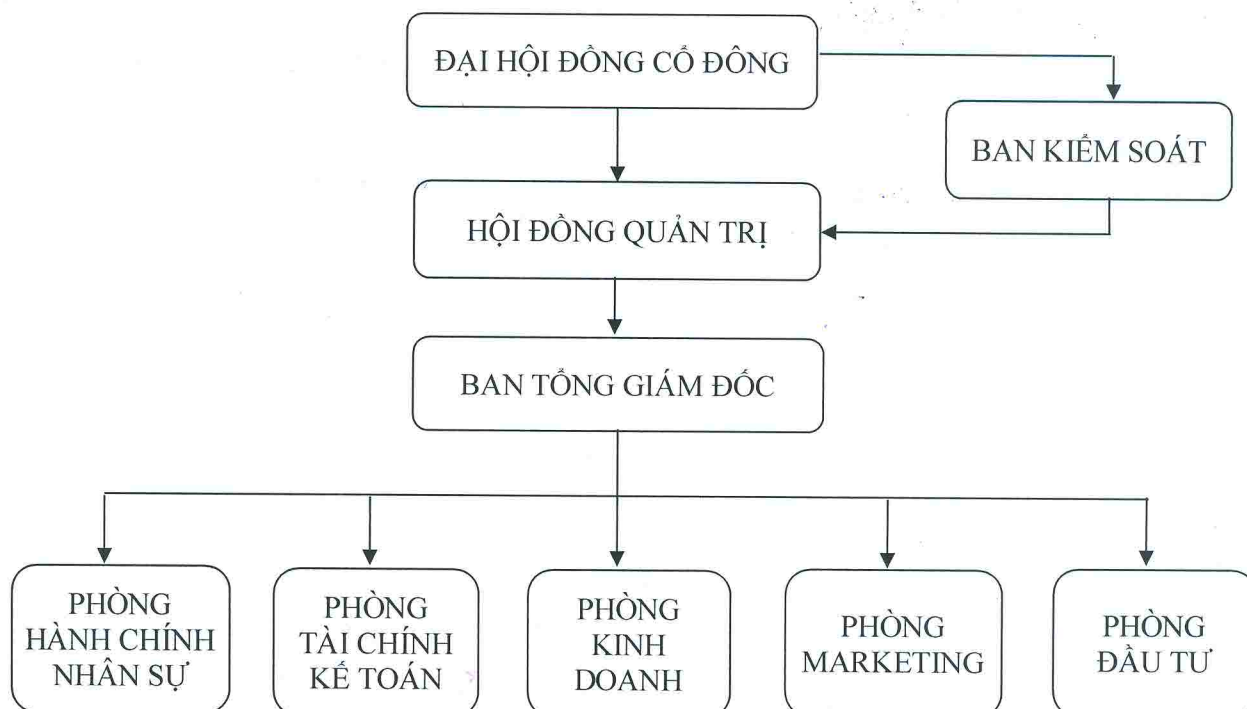 ĐẠI HỘI ĐỒNG CỔ ĐÔNG
BAN KIỂM SOÁT
HỘI ĐỒNG QUẢN TRỊ
BAN TỔNG GIÁM ĐỐC
PHÒNG
HÀNH CHÍNH
NHÂN SỰ
PHÒNG
TÀI CHÍNH
KẾ TOÁN
PHÒNG
KINH
DOANH
PHÒNG
MARKETING
PHÒNG
ĐẦU TƯ